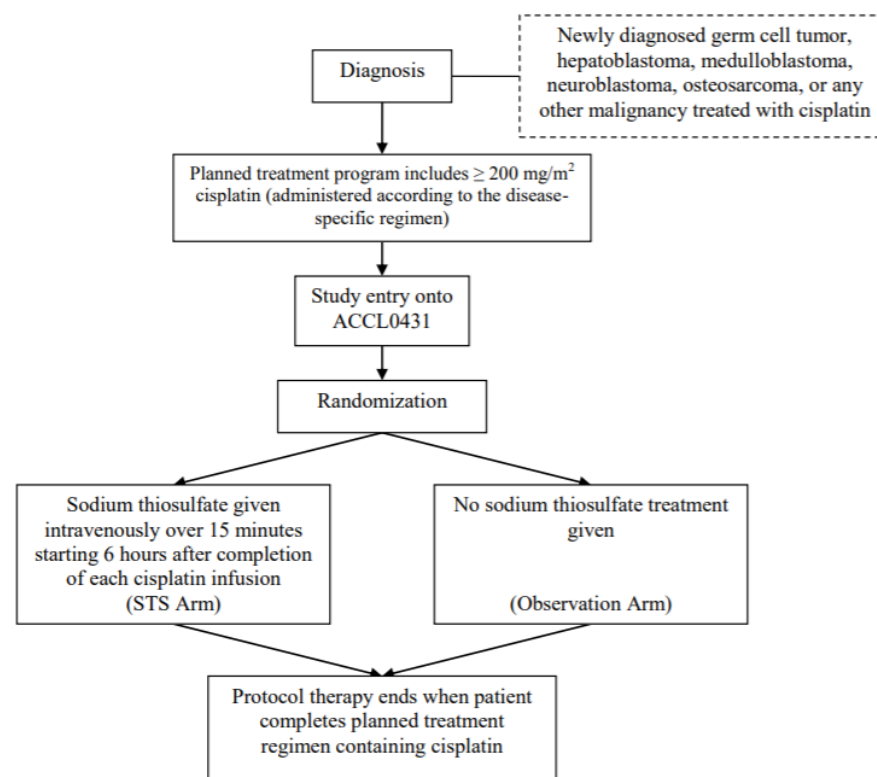 Diagnosis
Newly diagnosed germ cell tumor,
hepatoblastoma, medulloblastoma,
neuroblastoma, osteosarcoma, or any
other malignancy treated with cisplatin
Planned treatment program includes ≥ 200 mg/m²
cisplatin (administered according to the disease-
specific regimen)
Study entry onto
ACCL0431
Randomization
Sodium thiosulfate given
intravenously over 15 minutes
starting 6 hours after completion
of each cisplatin infusion
(STS Arm)
No sodium thiosulfate treatment
given
(Observation Arm)
Protocol therapy ends when patient
completes planned treatment
regimen containing cisplatin